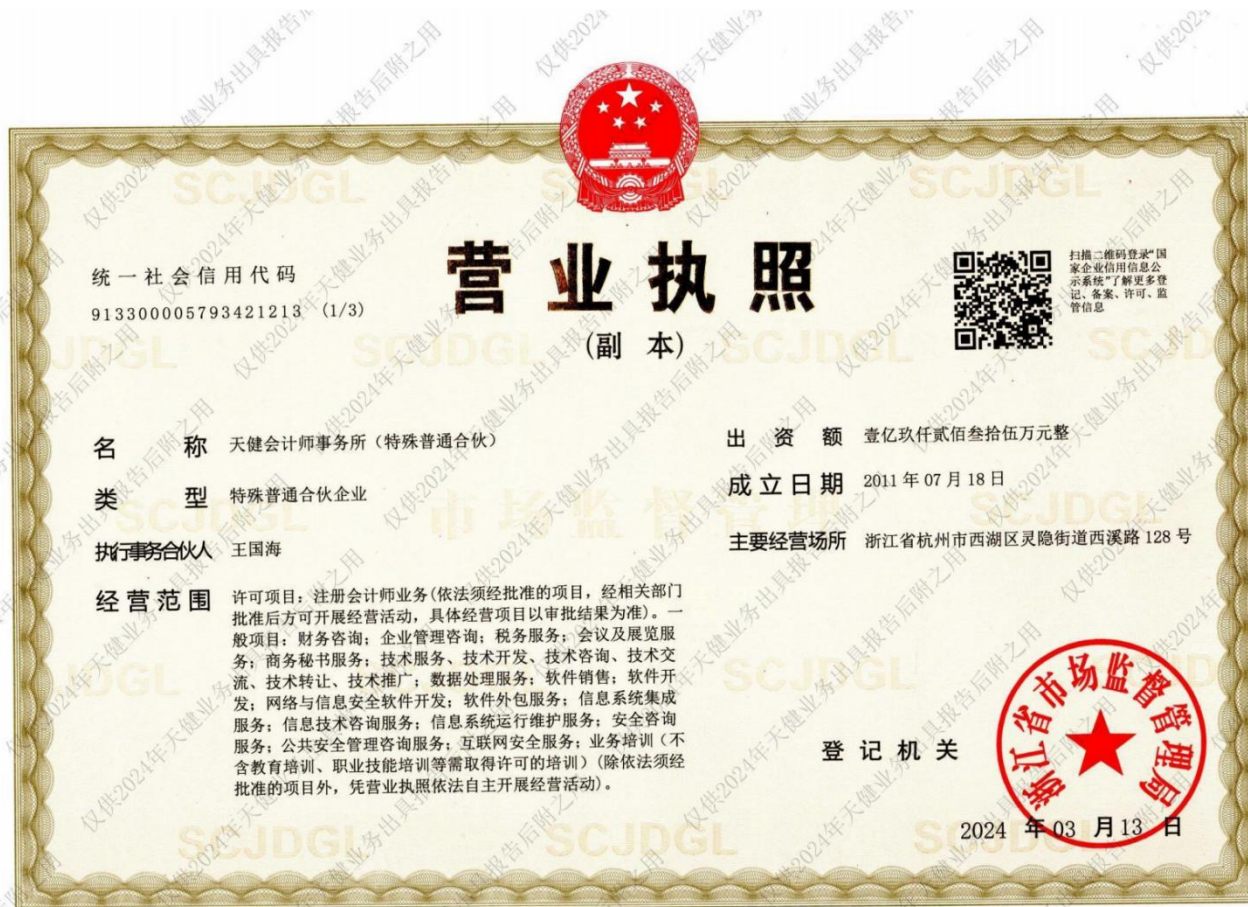 营业执照
(副 本)
统一社会信用代码
913300005793421213 (1/3)
扫描二维码登录“国
家企业信用信息公
示系统”了解更多登
记、备案、许可、监
管信息
名 称 天健会计师事务所（特殊普通合伙）
类 型 特殊普通合伙企业
执行事务合伙人 王国海
经营范围 许可项目：注册会计师业务(依法须经批准的项目，经相关部门
批准后方可开展经营活动，具体经营项目以审批结果为准)。一
般项目：财务咨询；企业管理咨询；税务服务；会议及展览服
务；商务秘书服务；技术服务、技术开发、技术咨询、技术交
流、技术转让、技术推广；数据处理服务；软件销售；软件开
发；网络与信息安全软件开发；软件外包服务；信息系统集成
服务；信息技术咨询服务；信息系统运行维护服务；安全咨询
服务；公共安全管理咨询服务；互联网安全服务；业务培训（不
含教育培训、职业技能培训等需取得许可的培训）(除依法须经
批准的项目外，凭营业执照依法自主开展经营活动)。
出 资 额 壹亿玖仟贰佰叁拾伍万元整
成立日期 2011年07月18日
主要经营场所 浙江省杭州市西湖区灵隐街道西溪路128号
登记机关
浙江省市场监督管理局
2024 年 03 月 13 日
SCJDGL
市场监督管理
仅供2024年天健业务出具报告后附之用